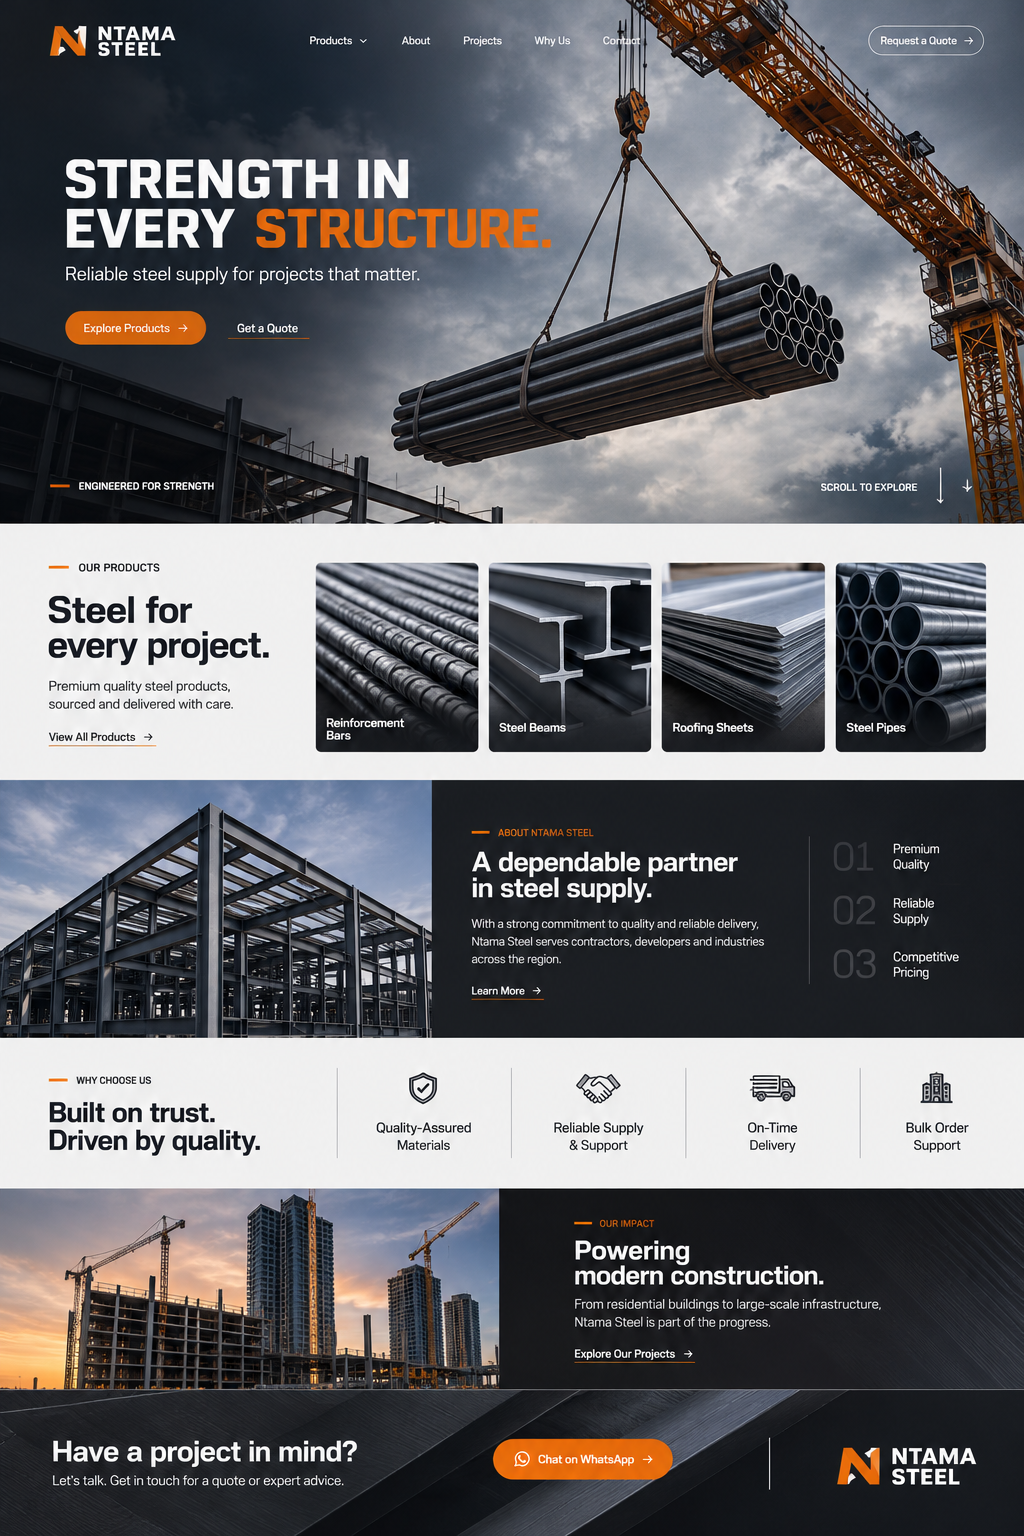 NTAMA
STEEL
Products
About
Projects
Why Us
Contact
Request a Quote →
STRENGTH IN
EVERY STRUCTURE.
Reliable steel supply for projects that matter.
Explore Products →
Get a Quote
ENGINEERED FOR STRENGTH
SCROLL TO EXPLORE
OUR PRODUCTS
Steel for
every project.
Premium quality steel products,
sourced and delivered with care.
View All Products →
Reinforcement
Bars
Steel Beams
Roofing Sheets
Steel Pipes
ABOUT NTAMA STEEL
A dependable partner
in steel supply.
With a strong commitment to quality and reliable delivery,
Ntama Steel serves contractors, developers and industries
across the region.
Learn More →
01 Premium
Quality
02 Reliable
Supply
03 Competitive
Pricing
WHY CHOOSE US
Built on trust.
Driven by quality.
Quality-Assured
Materials
Reliable Supply
& Support
On-Time
Delivery
Bulk Order
Support
OUR IMPACT
Powering
modern construction.
From residential buildings to large-scale infrastructure,
Ntama Steel is part of the progress.
Explore Our Projects →
Have a project in mind?
Let's talk. Get in touch for a quote or expert advice.
Chat on WhatsApp →
NTAMA
STEEL